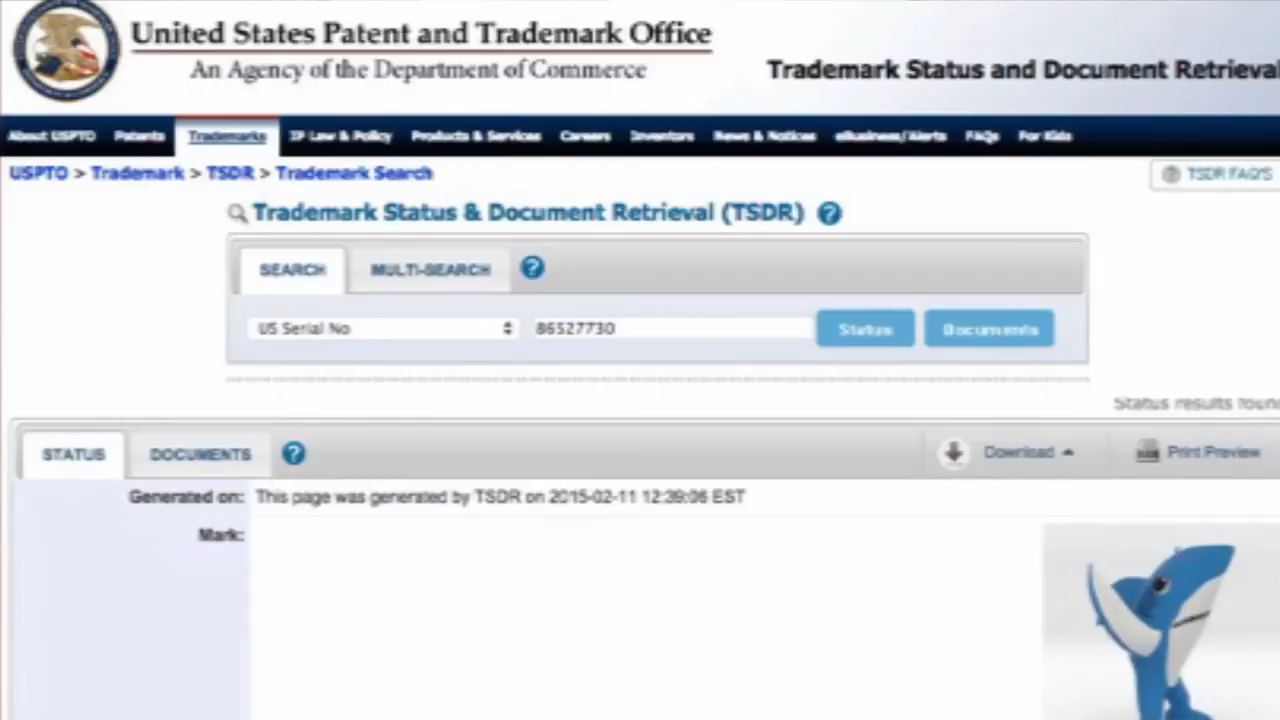 United States Patent and Trademark Office
An Agency of the Department of Commerce
Trademark Status and Document Retrieval
About USPTO Patents Trademarks IP Law & Policy Products & Services Careers Inventors News & Notices eBusiness/Alerts FAQs For Kids
USPTO > Trademark > TSDR > Trademark Search
TSDR FAQ'S
Trademark Status & Document Retrieval (TSDR) ?
SEARCH MULTI-SEARCH ?
US Serial No 86527730 Status Documents
Status results foun
STATUS DOCUMENTS ? Download Print Preview
Generated on: This page was generated by TSDR on 2015-02-11 12:39:06 EST
Mark: